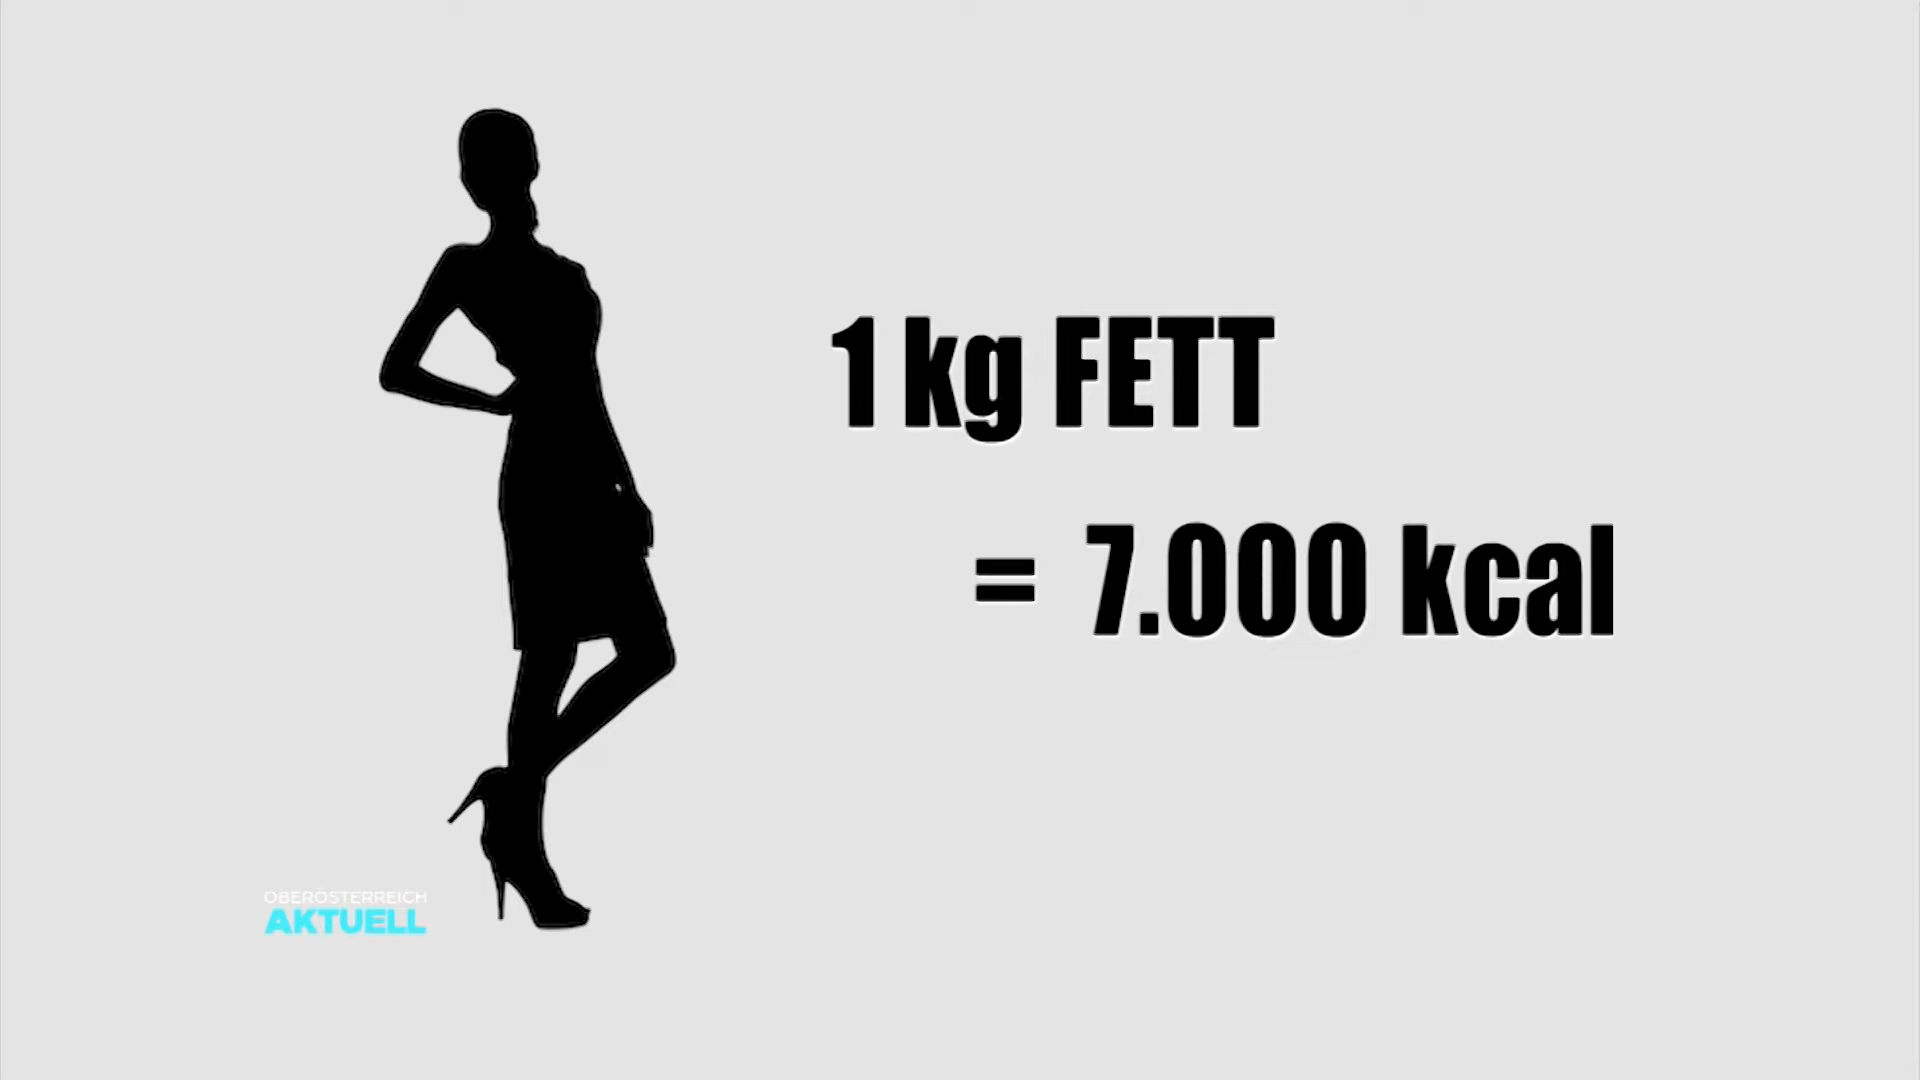 1 kg FETT
= 7.000 kcal
OBERÖSTERREICH
AKTUELL